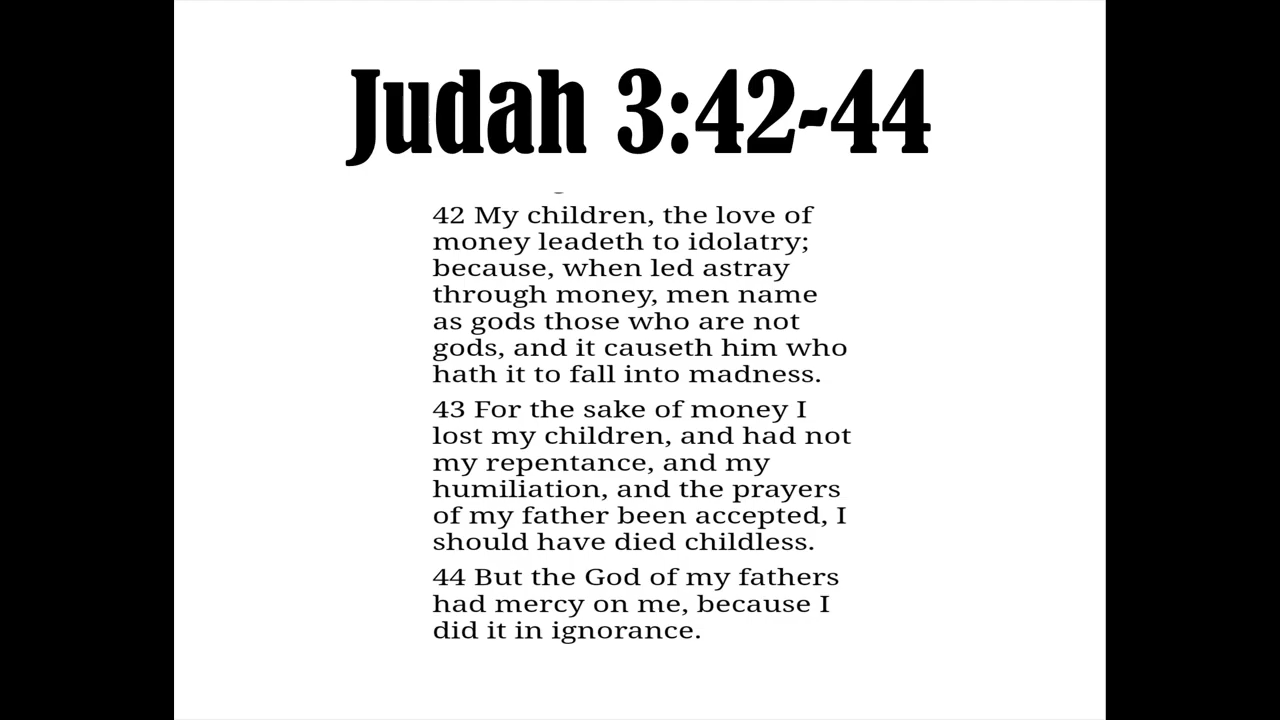 Judah 3:42-44
42 My children, the love of
money leadeth to idolatry;
because, when led astray
through money, men name
as gods those who are not
gods, and it causeth him who
hath it to fall into madness.
43 For the sake of money I
lost my children, and had not
my repentance, and my
humiliation, and the prayers
of my father been accepted, I
should have died childless.
44 But the God of my fathers
had mercy on me, because I
did it in ignorance.